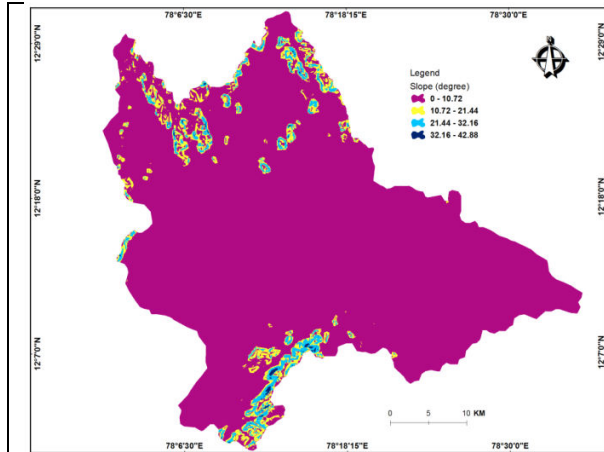 78°6'30"E 78°18'15"E 78°30'0"E
12°29'0"N
12°29'0"N
Legend
Slope (degree)
0 - 10.72
10.72 - 21.44
21.44 - 32.16
32.16 - 42.88
12°18'0"N
12°18'0"N
12°7'0"N
12°7'0"N
0 5 10 KM
78°6'30"E 78°18'15"E 78°30'0"E